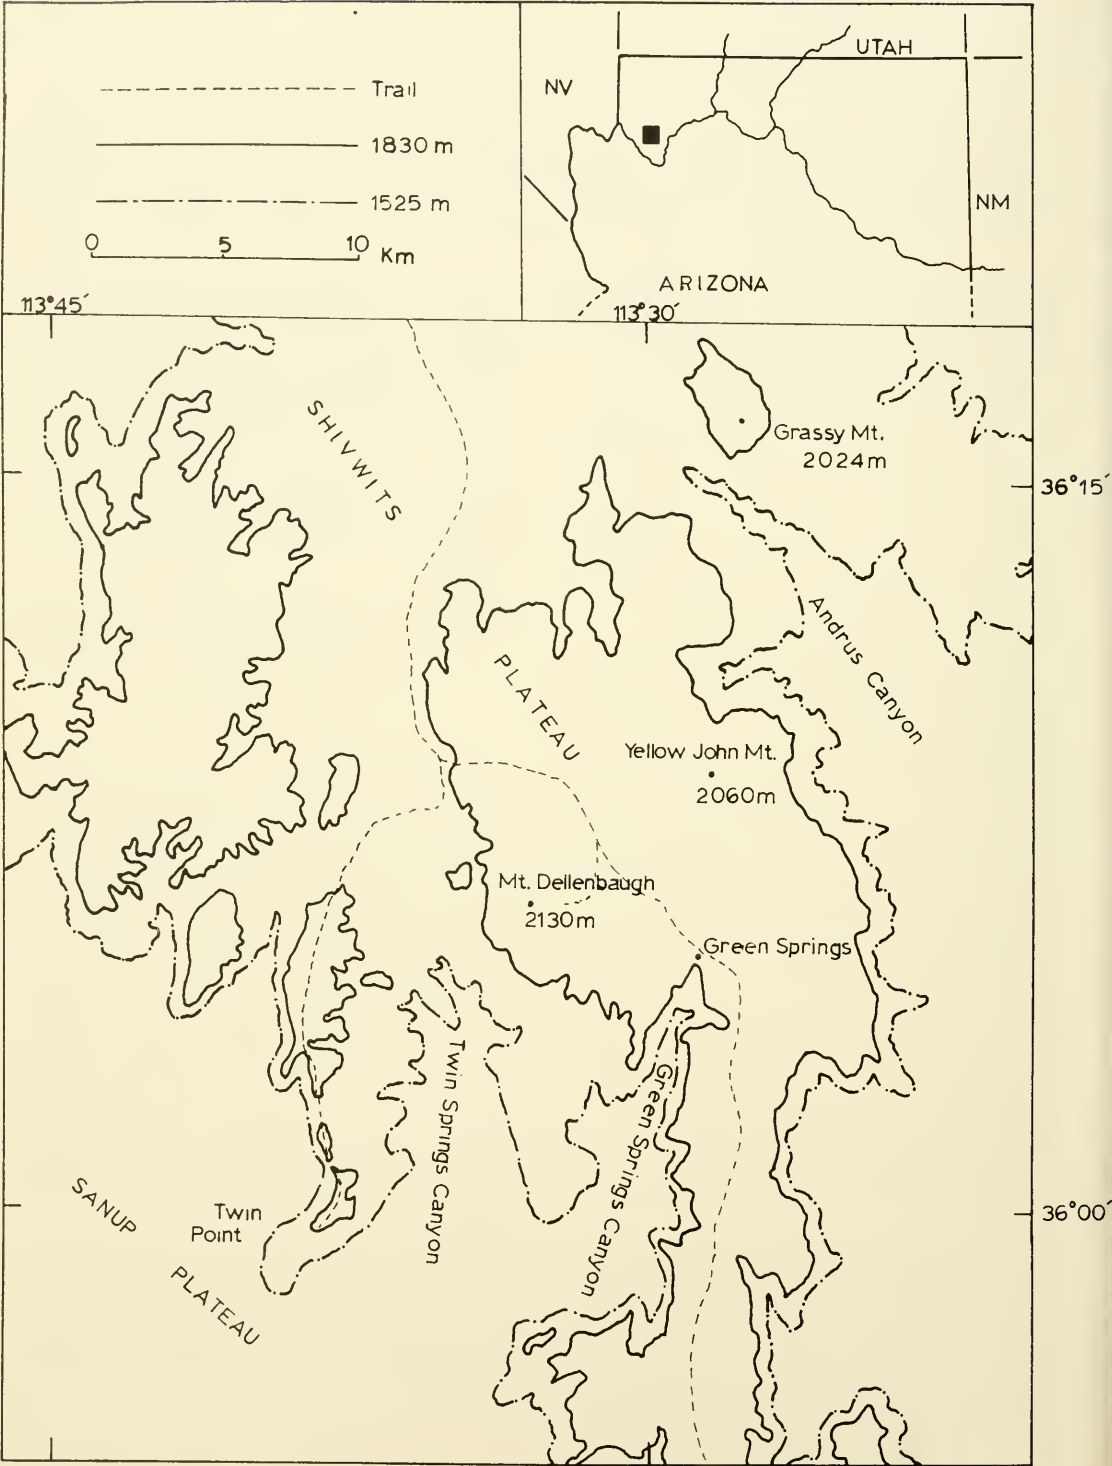 Trail
1830 m
1525 m
0 5 10 Km
UTAH
NV
NM
ARIZONA
113°45′
113°30′
SHIVWITS
PLATEAU
Grassy Mt.
2024m
36°15′
Andrus Canyon
Yellow John Mt.
2060m
Mt. Dellenbaugh
2130m
Green Springs
Twin Springs Canyon
Green Springs Canyon
36°00′
SANUP
PLATEAU
Twin
Point